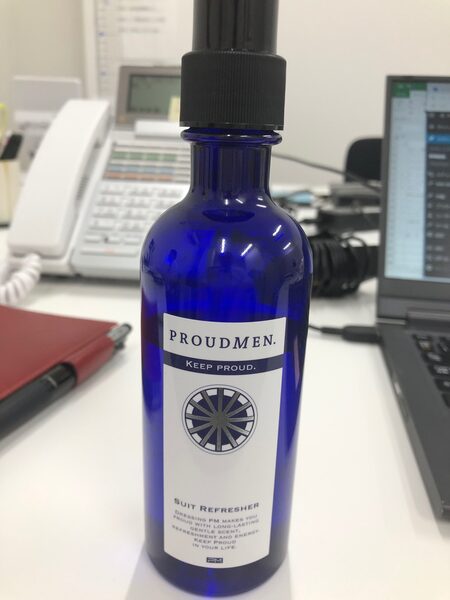 PROUDMEN.
KEEP PROUD.
SUIT REFRESHER
DRESSING PM MAKES YOU
PROUD WITH LONG-LASTING
GENTLE SCENT,
REFRESHMENT AND ENERGY.
KEEP PROUD
IN YOUR LIFE.
PM